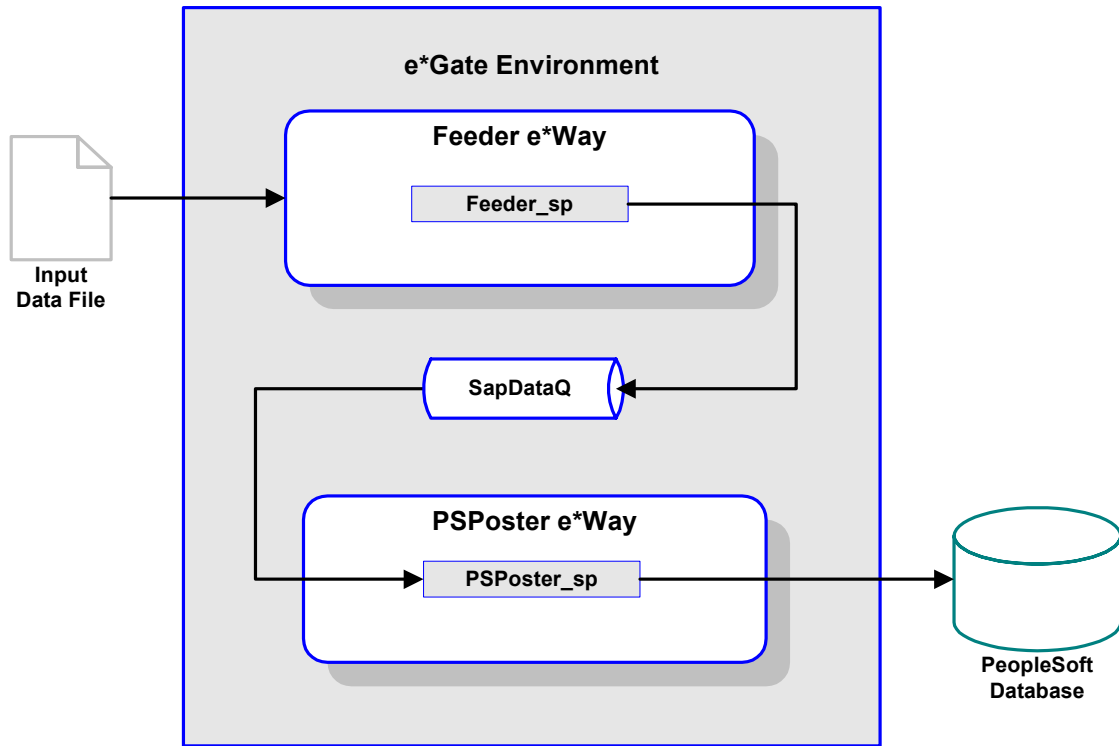 e*Gate Environment
Feeder e*Way
Feeder_sp
Input
Data File
SapDataQ
PSPoster e*Way
PSPoster_sp
PeopleSoft
Database